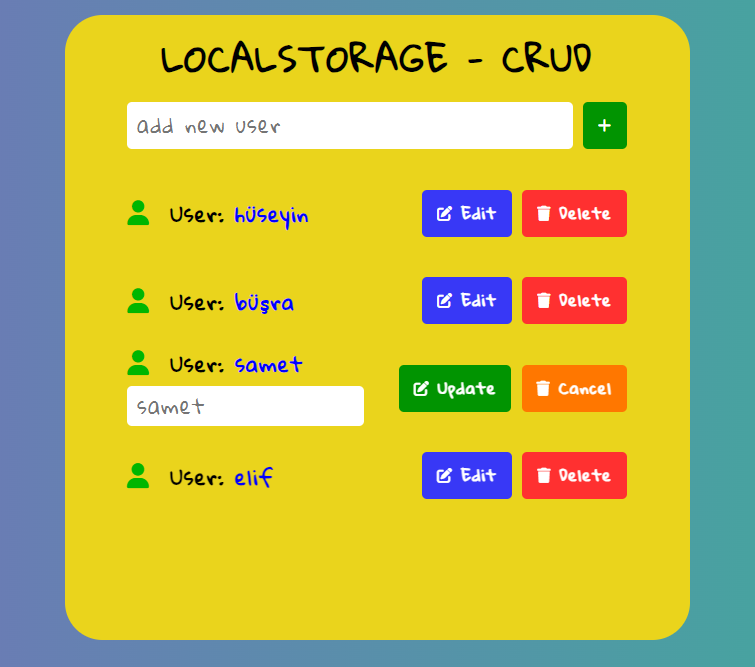 LOCALSTORAGE - CRUD
add new user +
User: hüseyin Edit Delete
User: büşra Edit Delete
User: samet
samet Update Cancel
User: elif Edit Delete